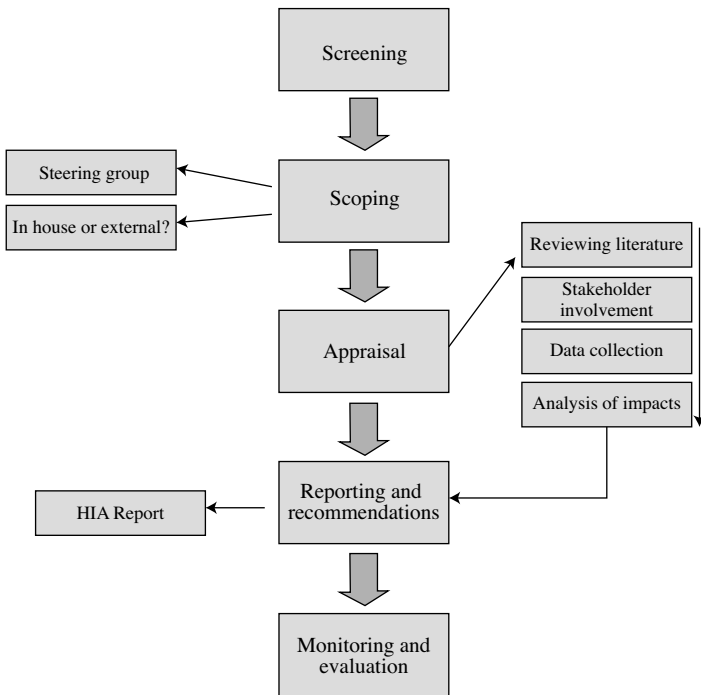 Screening
Steering group
Scoping
In house or external?
Reviewing literature
Stakeholder
involvement
Appraisal
Data collection
Analysis of impacts
Reporting and
recommendations
HIA Report
Monitoring and
evaluation